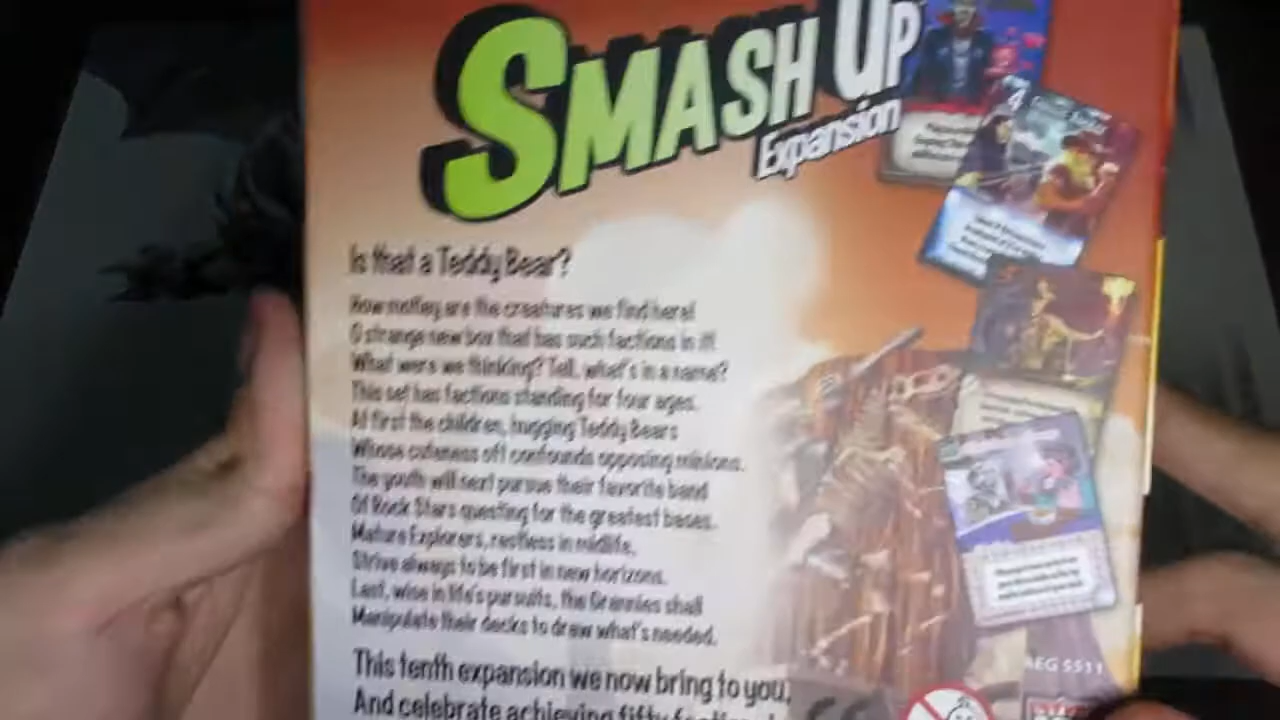 SMASH UP
Expansion
Is that a Teddy Bear?
How motley are the creatures we find here!
O strange new box that has such factions in it!
What were we thinking? Tell, what's in a name?
This set has factions standing for four ages.
At first the children, hugging Teddy Bears
Whose cuteness oft confounds opposing minions.
The youth will next pursue their favorite band
Of Rock Stars questing for the greatest bases.
Mature Explorers, restless in midlife,
Strive always to be first in new horizons.
Last, wise in life's pursuits, the Grannies shall
Manipulate their decks to draw what's needed.
This tenth expansion we now bring to you,
And celebrate achieving fifty
AEG 5511